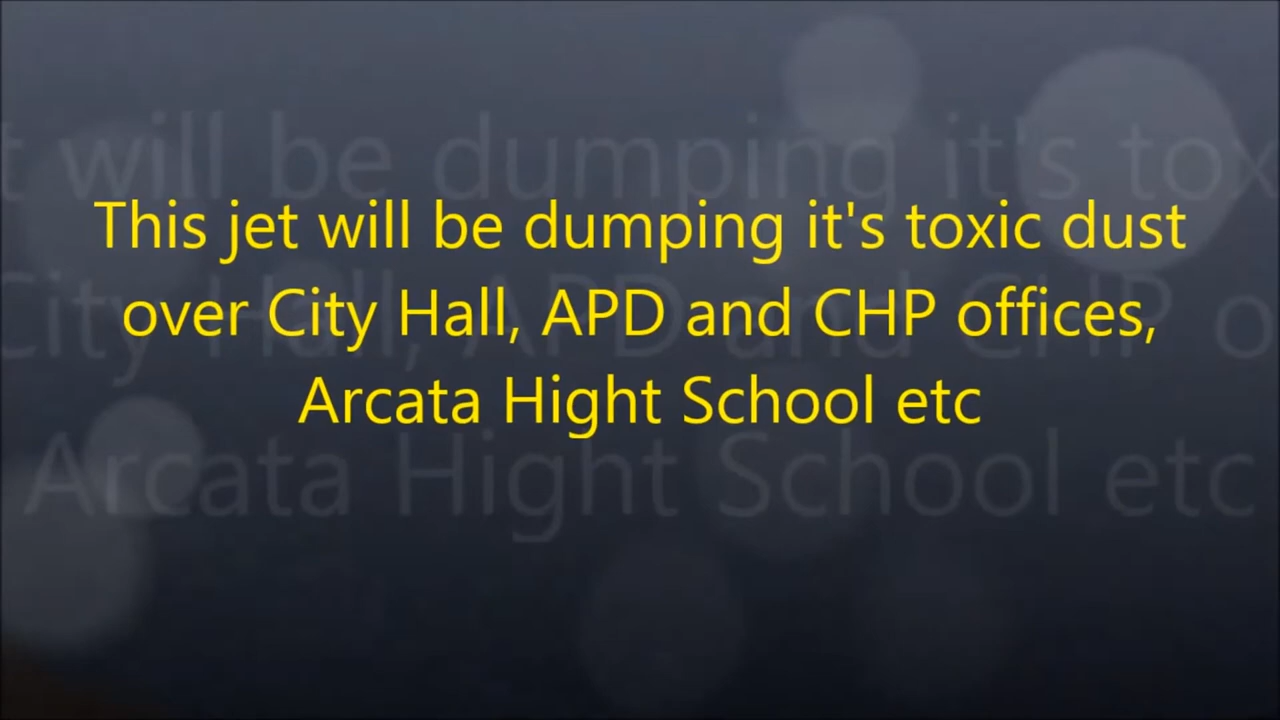 This jet will be dumping it's toxic dust
over City Hall, APD and CHP offices,
Arcata Hight School etc